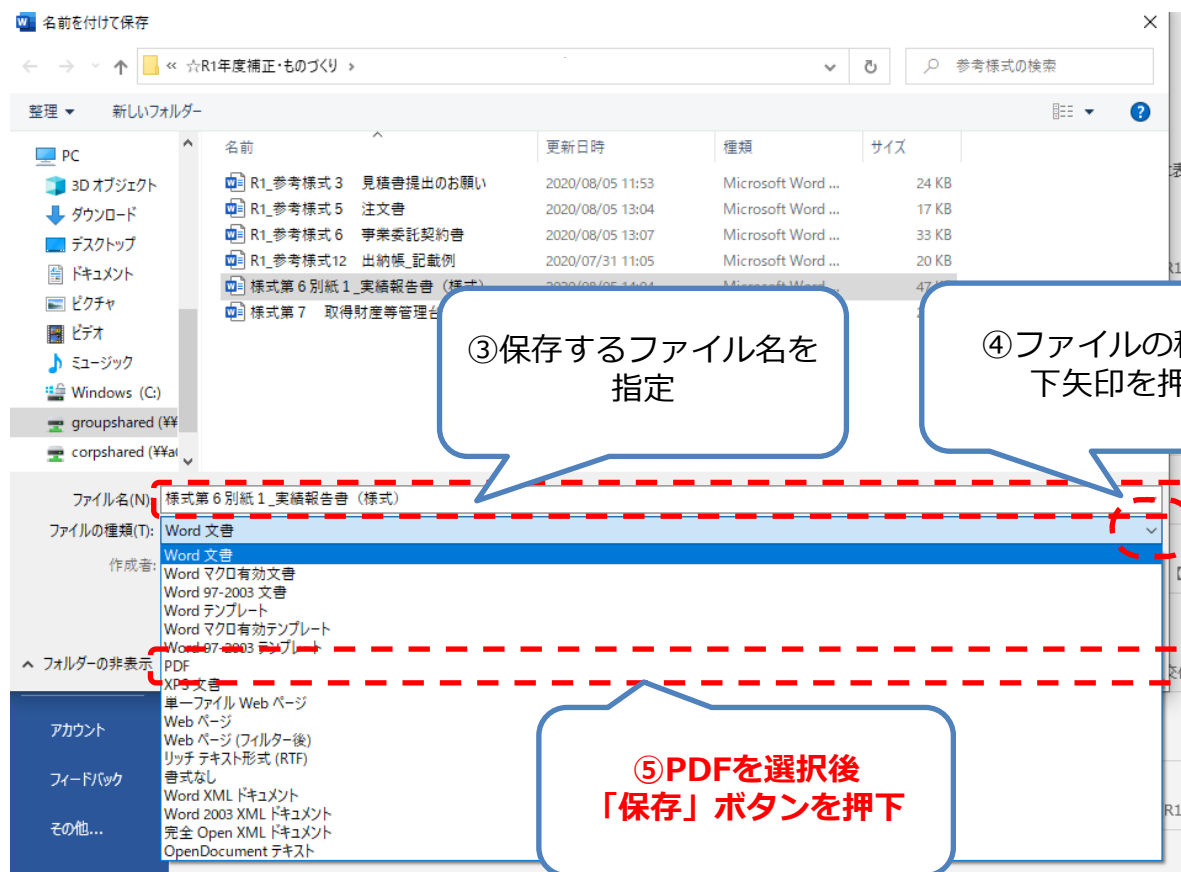 名前を付けて保存
« ☆R1年度補正・ものづくり ›
参考様式の検索
整理 新しいフォルダー
PC
3D オブジェクト
ダウンロード
デスクトップ
ドキュメント
ピクチャ
ビデオ
ミュージック
Windows (C:)
groupshared (¥¥
corpshared (¥¥a
名前 更新日時 種類 サイズ
R1_参考様式３ 見積書提出のお願い 2020/08/05 11:53 Microsoft Word ... 24 KB
R1_参考様式５ 注文書 2020/08/05 13:04 Microsoft Word ... 17 KB
R1_参考様式６ 事業委託契約書 2020/08/05 13:07 Microsoft Word ... 33 KB
R1_参考様式12 出納帳_記載例 2020/07/31 11:05 Microsoft Word ... 20 KB
様式第６別紙１_実績報告書（様式） 2020/08/05 14:04 Microsoft Word ... 47
様式第７ 取得財産等管理台
③保存するファイル名を
指定
④ファイルの
下矢印を押
ファイル名(N): 様式第６別紙１_実績報告書（様式）
ファイルの種類(T): Word 文書
作成者:
Word 文書
Word マクロ有効文書
Word 97-2003 文書
Word テンプレート
Word マクロ有効テンプレート
Word 97-2003 テンプレート
PDF
XPS 文書
単一ファイル Web ページ
Web ページ
Web ページ (フィルター後)
リッチ テキスト形式 (RTF)
書式なし
Word XML ドキュメント
Word 2003 XML ドキュメント
完全 Open XML ドキュメント
OpenDocument テキスト
フォルダーの非表示
アカウント
フィードバック
その他...
⑤PDFを選択後
「保存」ボタンを押下
R1